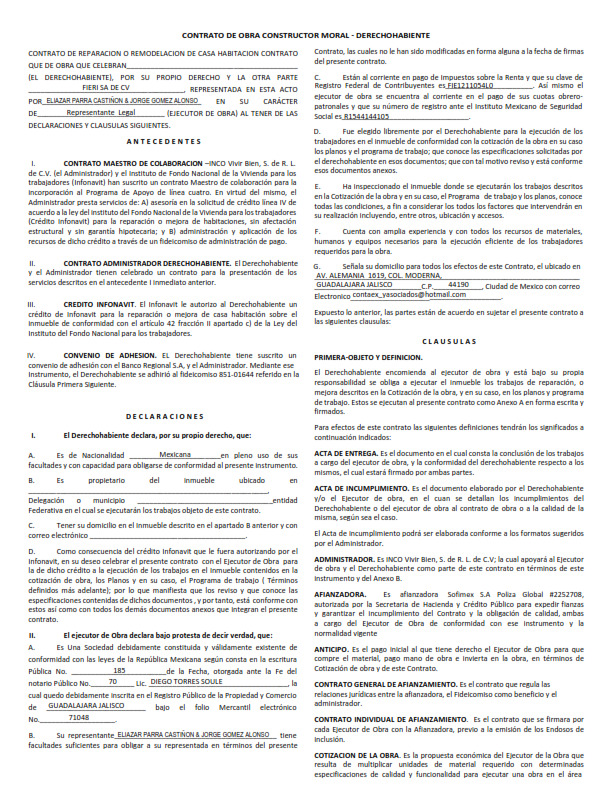 CONTRATO DE OBRA CONSTRUCTOR MORAL - DERECHOHABIENTE
CONTRATO DE REPARACION O REMODELACION DE CASA HABITACION CONTRATO
QUE DE OBRA QUE CELEBRAN
(EL DERECHOHABIENTE), POR SU PROPIO DERECHO Y LA OTRA PARTE
FIERI SA DE CV, REPRESENTADA EN ESTA ACTO
POR ELIAZAR PARRA CASTIÑON & JORGE GOMEZ ALONSO EN SU CARÁCTER
DE Representante Legal (EJECUTOR DE OBRA) AL TENER DE LAS
DECLARACIONES Y CLAUSULAS SIGUIENTES.
A N T E C E D E N T E S
I. CONTRATO MAESTRO DE COLABORACION –INCO Vivir Bien, S. de R. L.
de C.V. (el Administrador) y el Instituto de Fondo Nacional de la Vivienda para los
trabajadores (Infonavit) han suscrito un contrato Maestro de colaboración para la
incorporación al Programa de Apoyo de línea cuatro. En virtud del mismo, el
Administrador presta servicios de: A) asesoría en la solicitud de crédito línea IV de
acuerdo a la ley del instituto del Fondo Nacional de la Vivienda para los trabajadores
(Crédito Infonavit) para la reparación o mejora de habitaciones, sin afectación
estructural y sin garantía hipotecaria; y B) administración y aplicación de los
recursos de dicho crédito a través de un fideicomiso de administración de pago.
II. CONTRATO ADMINISTRADOR DERECHOHABIENTE. El Derechohabiente
y el Administrador tienen celebrado un contrato para la presentación de los
servicios descritos en el antecedente I inmediato anterior.
III. CREDITO INFONAVIT. El Infonavit le autorizo al Derechohabiente un
crédito de Infonavit para la reparación o mejora de casa habitación sobre el
inmueble de conformidad con el artículo 42 fracción II apartado c) de la Ley del
Instituto del Fondo Nacional para los trabajadores.
IV. CONVENIO DE ADHESION. EL Derechohabiente tiene suscrito un
convenio de adhesión con el Banco Regional S.A, y el Administrador. Mediante ese
Instrumento, el Derechohabiente se adhirió al fideicomiso 851-01644 referido en la
Cláusula Primera Siguiente.
D E C L A R A C I O N E S
I. El Derechohabiente declara, por su propio derecho, que:
A. Es de Nacionalidad Mexicana en pleno uso de sus
facultades y con capacidad para obligarse de conformidad al presente instrumento.
B. Es propietario del inmueble ubicado en
,
Delegación o municipio entidad
Federativa en el cual se ejecutarán los trabajos objeto de este contrato.
C. Tener su domicilio en el Inmueble descrito en el apartado B anterior y con
correo electrónico .
D. Como consecuencia del crédito Infonavit que le fuera autorizado por el
Infonavit, en su deseo celebrar el presente contrato con el Ejecutor de Obra para
la de dicho crédito a la ejecución de los trabajos en el Inmueble contenidos en la
cotización de obra, los Planos y en su caso, el Programa de trabajo ( Términos
definidos más adelante); por lo que manifiesta que los reviso y que conoce las
especificaciones contenidas de dichos documentos , y por tanto, está conforme con
estos así como con todos los demás documentos anexos que integran el presente
contrato.
II. El ejecutor de Obra declara bajo protesta de decir verdad, que:
A. Es Una Sociedad debidamente constituida y válidamente existente de
conformidad con las leyes de la República Mexicana según consta en la escritura
Pública No. 185 de la Fecha, otorgada ante la Fe del
notario Público No. 70 Lic. DIEGO TORRES SOULE, la
cual quedo debidamente inscrita en el Registro Público de la Propiedad y Comercio
de GUADALAJARA JALISCO bajo el folio Mercantil electrónico
No. 71048 .
B. Su representante ELIAZAR PARRA CASTIÑON & JORGE GOMEZ ALONSO tiene
facultades suficientes para obligar a su representada en términos del presente
Contrato, las cuales no le han sido modificadas en forma alguna a la fecha de firmas
del presente contrato.
C. Están al corriente en pago de Impuestos sobre la Renta y que su clave de
Registro Federal de Contribuyentes es FIE1211054L0 . Así mismo el
ejecutor de obra se encuentra al corriente en el pago de sus cuotas obrero-
patronales y que su número de registro ante el Instituto Mexicano de Seguridad
Social es R1544144105 .
D. Fue elegido libremente por el Derechohabiente para la ejecución de los
trabajadores en el inmueble de conformidad con la cotización de la obra en su caso
los planos y el programa de trabajo; que conoce las especificaciones solicitadas por
el derechohabiente en esos documentos; que con tal motivo reviso y está conforme
esos documentos anexos.
E. Ha Inspeccionado el Inmueble donde se ejecutarán los trabajos descritos
en la Cotización de la obra y en su caso, el Programa de trabajo y los planos, conoce
todas las condiciones a fin de considerar los todos los factores que intervendrán en
su realización incluyendo, entre otros, ubicación y accesos.
F. Cuenta con amplia experiencia y con todos los recursos de materiales,
humanos y equipos necesarios para la ejecución eficiente de los trabajadores
requeridos para la obra.
G. Señala su domicilio para todos los efectos de este Contrato, el ubicado en
AV. ALEMANIA 1619, COL. MODERNA,
GUADALAJARA JALISCO C.P. 44190 , Ciudad de Mexico con correo
Electronico contaex_yasociados@hotmail.com .
Expuesto lo anterior, las partes están de acuerdo en sujetar el presente contrato a
las siguientes clausulas:
C L A U S U L A S
PRIMERA-OBJETO Y DEFINICION.
El Derechohabiente encomienda al ejecutor de obra y está bajo su propia
responsabilidad se obliga a ejecutar el Inmueble los trabajos de reparación, o
mejora descritos en la Cotización de la obra, y en su caso, en los planos y programa
de trabajo. Estos se ejecutan al presente contrato como Anexo A en forma escrita y
firmados.
Para efectos de este contrato las siguientes definiciones tendrán los significados a
continuación indicados:
ACTA DE ENTREGA. Es el documento en el cual consta la conclusión de los trabajos
a cargo del ejecutor de obra, y la conformidad del derechohabiente respecto a los
mismos, el cual estará firmado por ambas partes.
ACTA DE INCUMPLIMIENTO. Es el documento elaborado por el Derechohabiente
y/o el Ejecutor de obra, en el cuan se detallan los incumplimientos del
Derechohabiente o del ejecutor de obra al contrato de obra o a la calidad de la
misma, según sea el caso.
El Acta de incumplimiento podrá ser elaborada conforme a los formatos sugeridos
por el Administrador.
ADMINISTRADOR. Es INCO Vivir Bien, S. de R.L. de C.V; la cual apoyará al Ejecutor
de obra y el Derechohabiente como parte de este contrato en términos de este
instrumento y del Anexo B.
AFIANZADORA. Es afianzadora Sofimex S.A Poliza Global #2252708,
autorizada por la Secretaria de Hacienda y Crédito Público para expedir fianzas
y garantizar el Incumplimiento del Contrato y la obligación de calidad, ambas
a cargo del Ejecutor de Obra de conformidad con ese instrumento y la
normalidad vigente
ANTICIPO. Es el pago inicial al que tiene derecho el Ejecutor de Obra para que
compre el material, pago mano de obra e invierta en la obra, en términos de
Cotización de obra y de este Contrato.
CONTRATO GENERAL DE AFIANZAMIENTO. Es el contrato que regula las
relaciones jurídicas entre la afianzadora, el Fideicomiso como beneficio y el
administrador.
CONTRATO INDIVIDUAL DE AFIANZAMIENTO. Es el contrato que se firmara por
cada Ejecutor de Obra con la Afianzadora, previo a la emisión de los Endosos de
Inclusión.
COTIZACION DE LA OBRA. Es la propuesta económica del Ejecutor de la Obra que
resulta de multiplicar unidades de material requerido con determinadas
especificaciones de calidad y funcionalidad para ejecutar una obra en el área